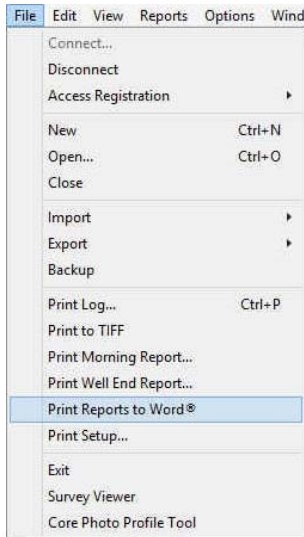 File Edit View Reports Options Wind
Connect...
Disconnect
Access Registration
New Ctrl+N
Open... Ctrl+O
Close
Import
Export
Backup
Print Log... Ctrl+P
Print to TIFF
Print Morning Report...
Print Well End Report...
Print Reports to Word®
Print Setup...
Exit
Survey Viewer
Core Photo Profile Tool